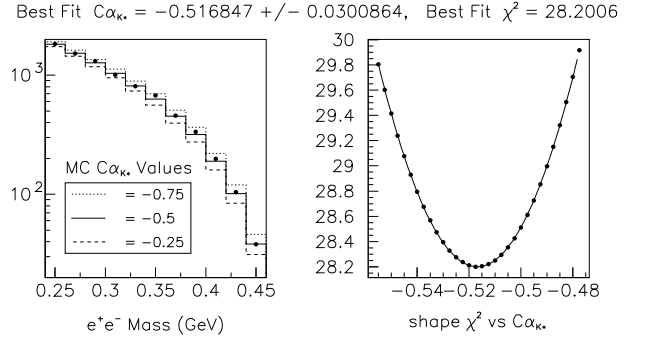 Best Fit Cα_K* = −0.516847 +/− 0.0300864, Best Fit χ² = 28.2006
10³
10²
MC Cα_K* Values
= −0.75
= −0.5
= −0.25
0.25 0.3 0.35 0.4 0.45
e⁺e⁻ Mass (GeV)
30
29.8
29.6
29.4
29.2
29
28.8
28.6
28.4
28.2
−0.54 −0.52 −0.5 −0.48
shape χ² vs Cα_K*